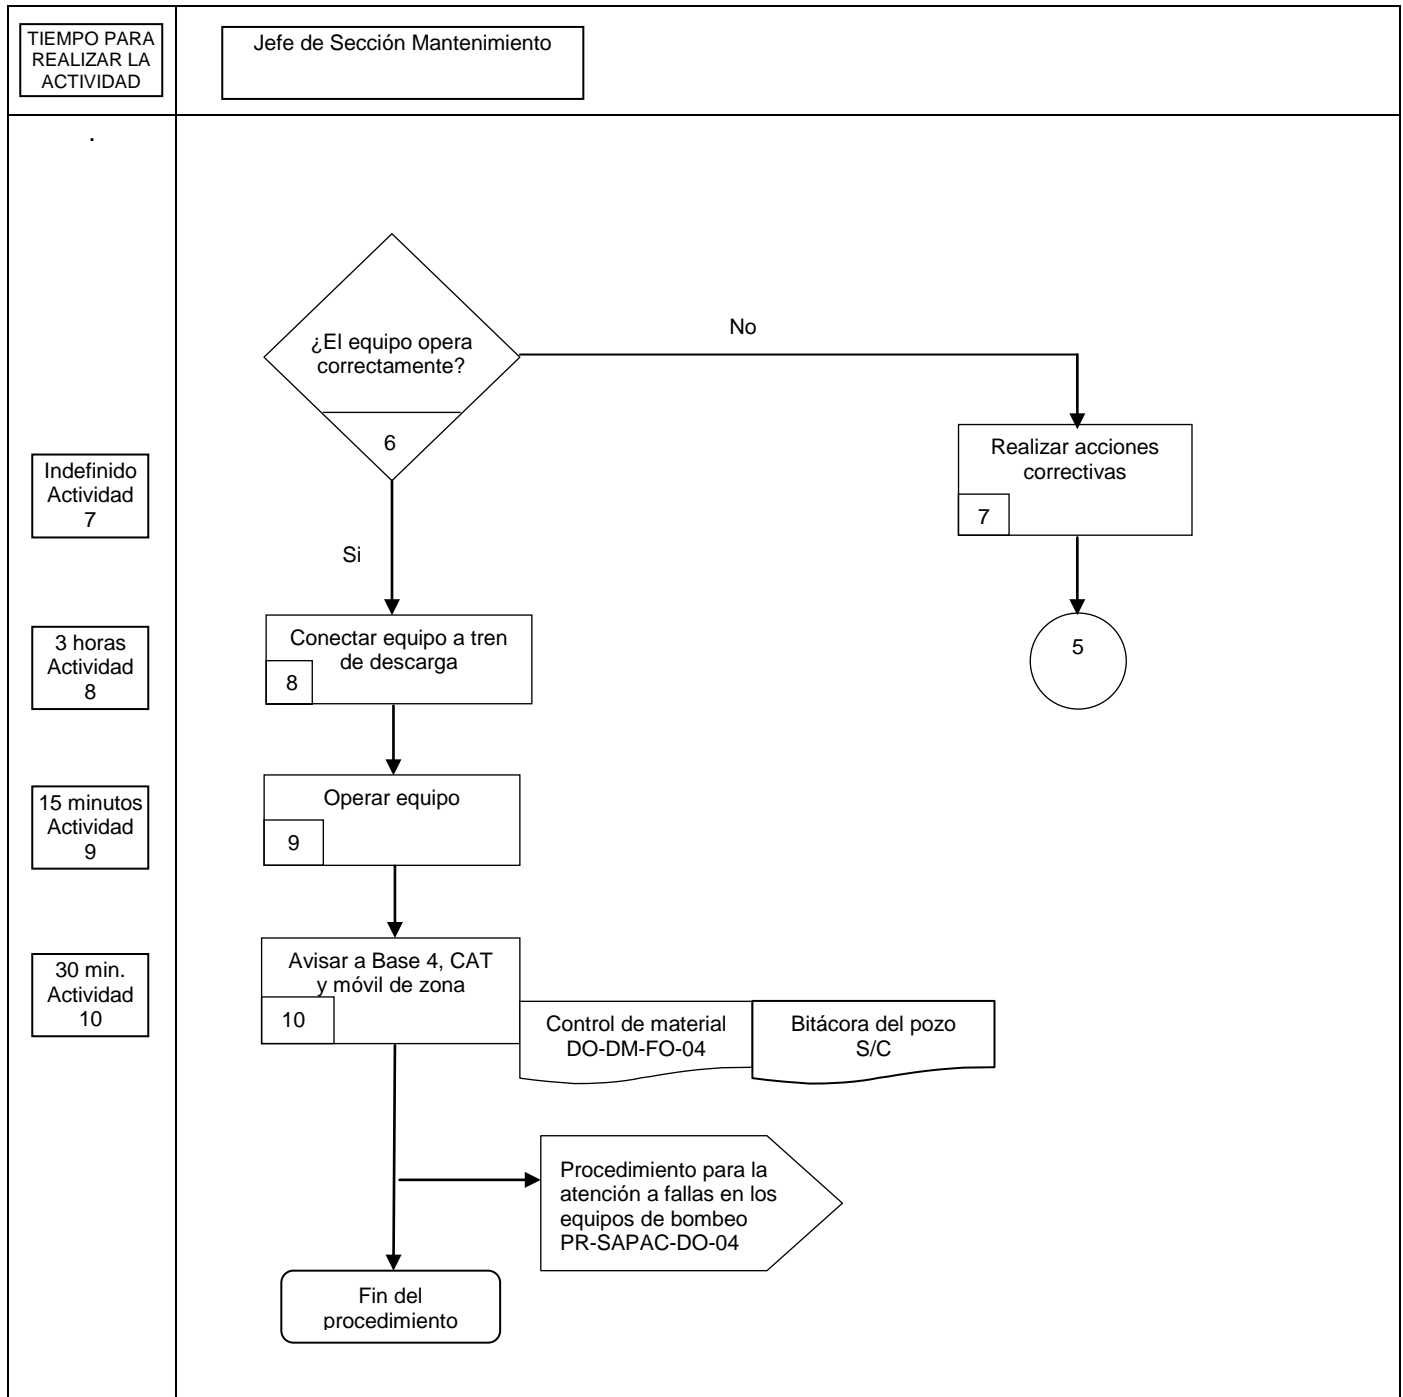 TIEMPO PARA
REALIZAR LA
ACTIVIDAD
Jefe de Sección Mantenimiento
.
¿El equipo opera
correctamente?
6
No
Realizar acciones
correctivas
7
Indefinido
Actividad
7
Si
5
3 horas
Actividad
8
Conectar equipo a tren
de descarga
8
15 minutos
Actividad
9
Operar equipo
9
30 min.
Actividad
10
Avisar a Base 4, CAT
y móvil de zona
10
Control de material
DO-DM-FO-04
Bitácora del pozo
S/C
Procedimiento para la
atención a fallas en los
equipos de bombeo
PR-SAPAC-DO-04
Fin del
procedimiento